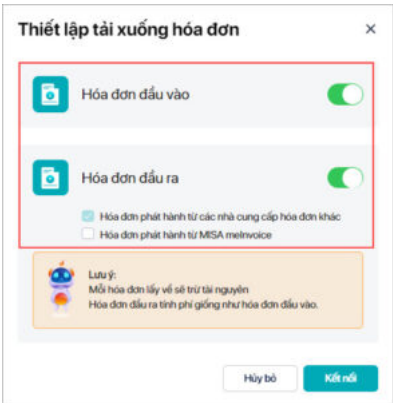 Thiết lập tải xuống hóa đơn
Hóa đơn đầu vào
Hóa đơn đầu ra
Hóa đơn phát hành từ các nhà cung cấp hóa đơn khác
Hóa đơn phát hành từ MISA meInvoice
Lưu ý:
Mỗi hóa đơn lấy về sẽ trừ tài nguyên
Hóa đơn đầu ra tính phí giống như hóa đơn đầu vào.
Hủy bỏ
Kết nối